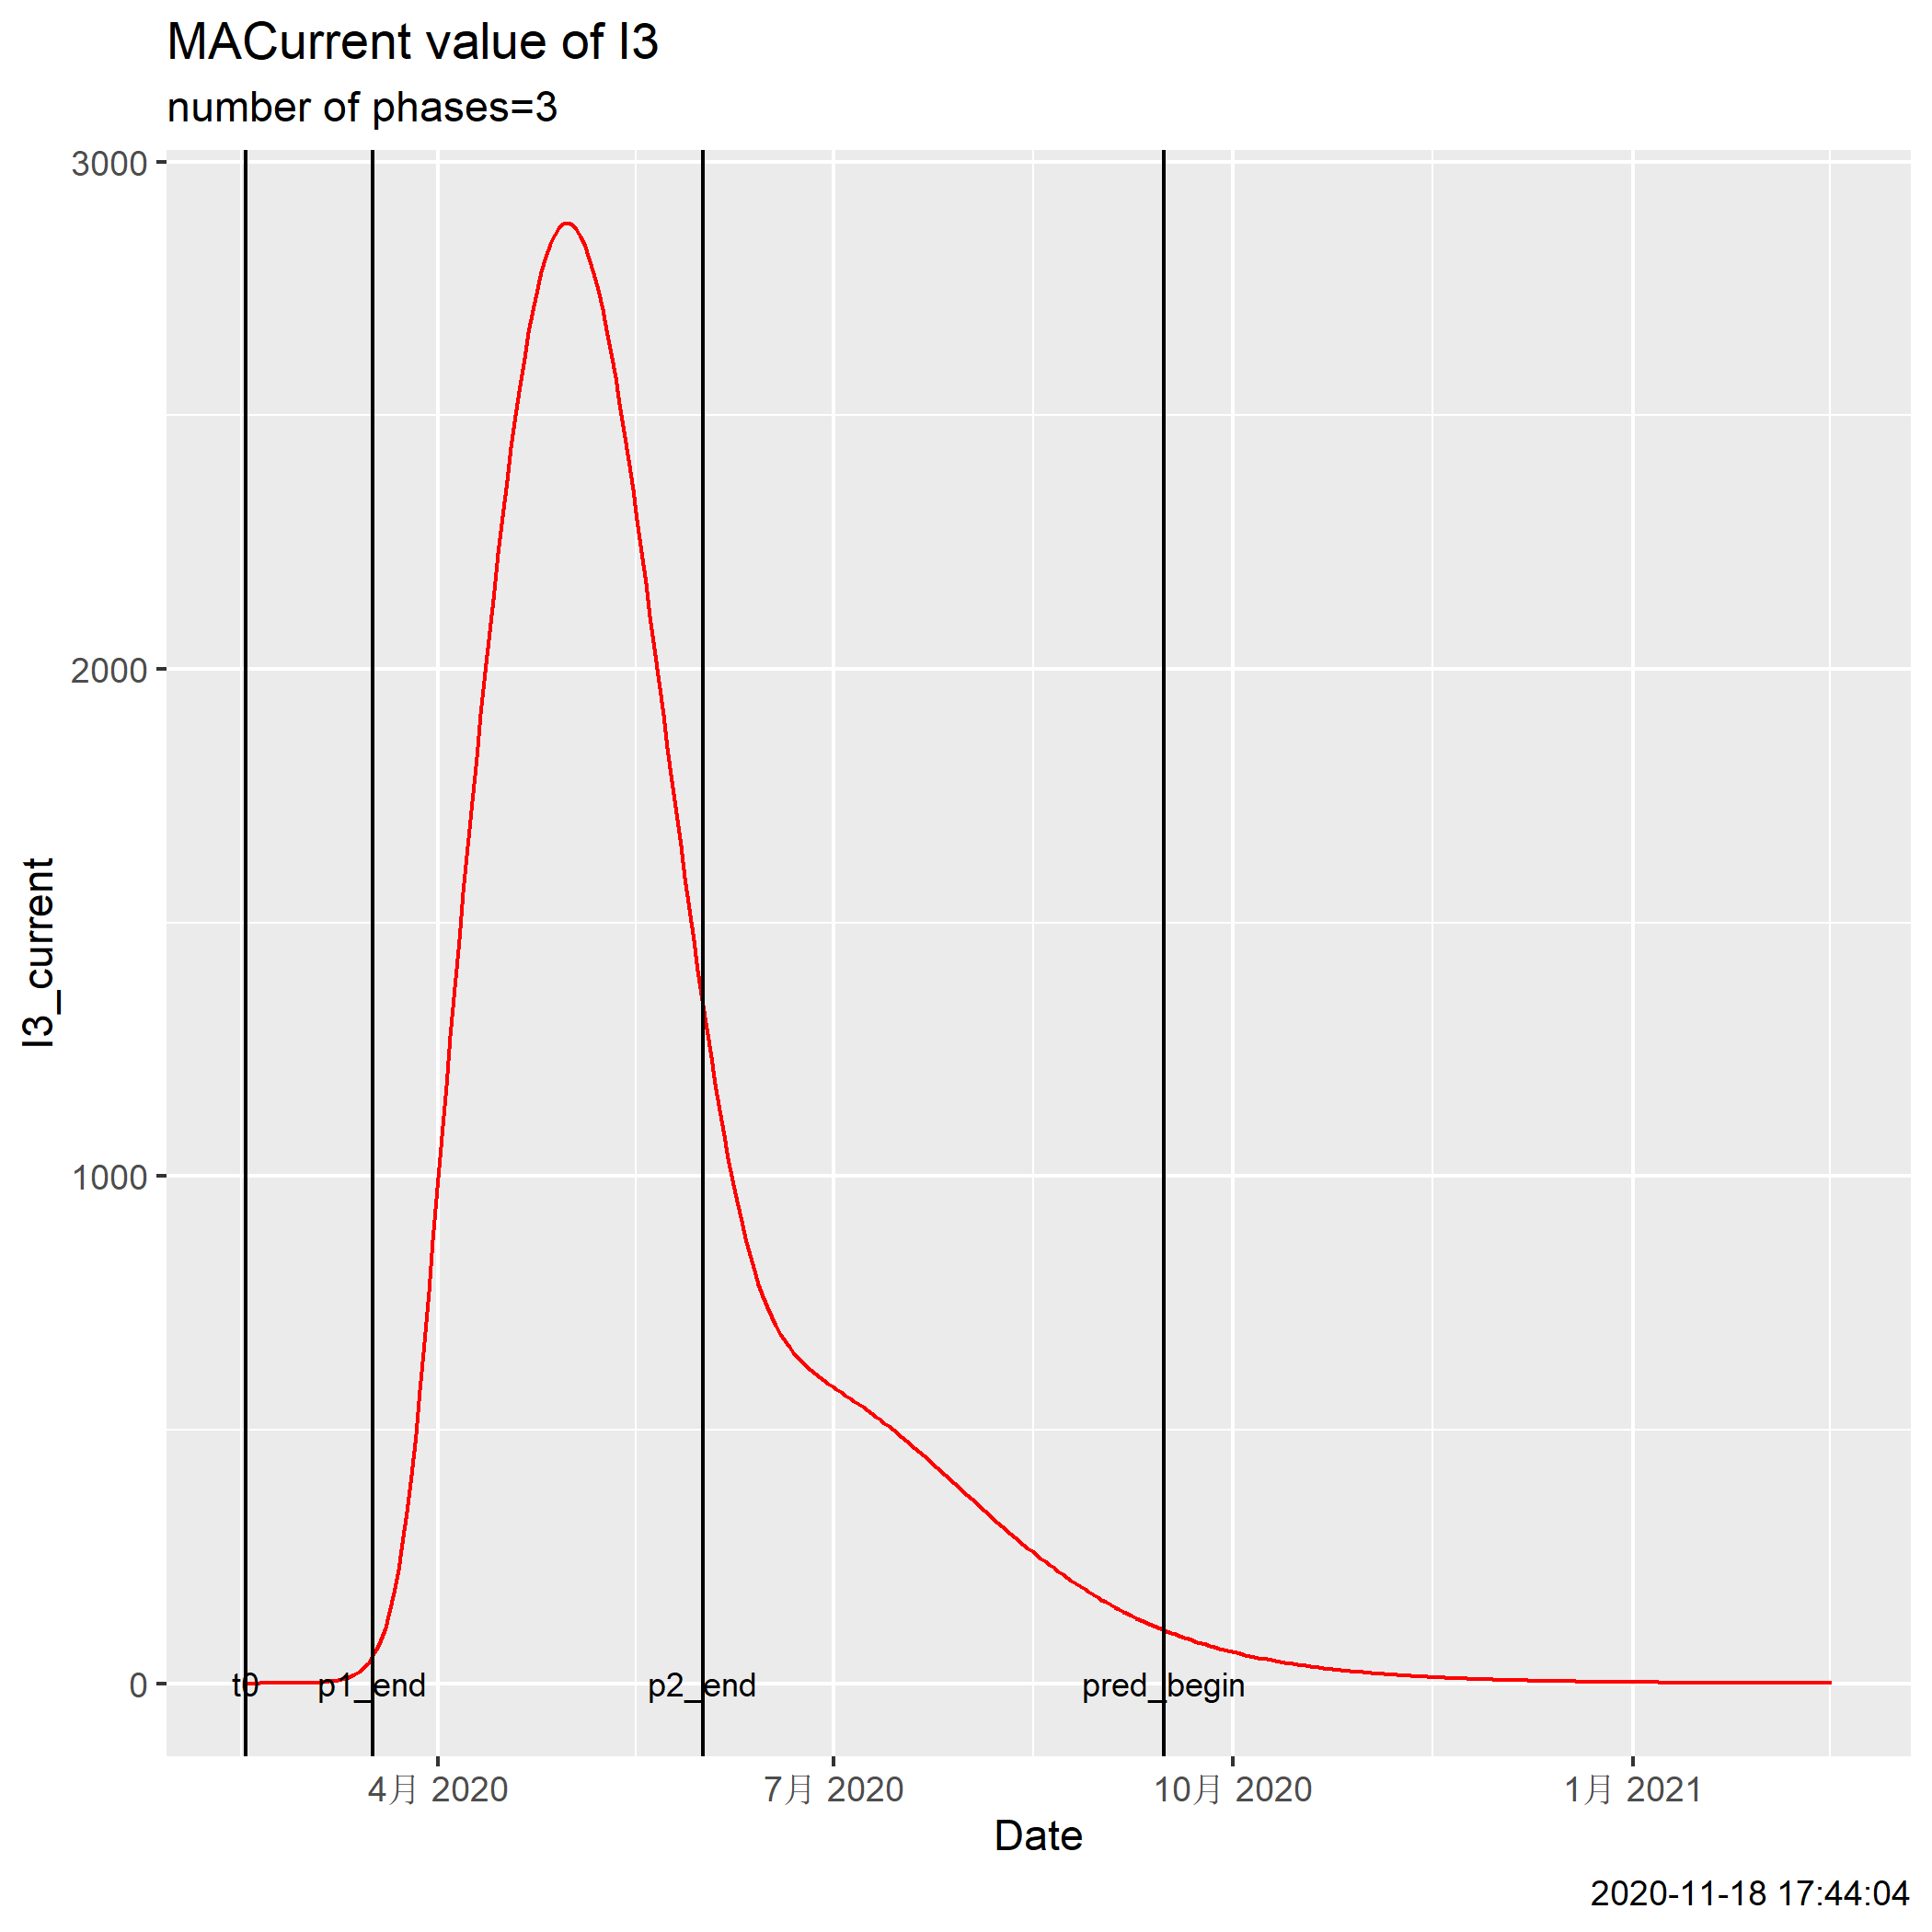 MACurrent value of I3
number of phases=3
3000
2000
1000
0
I3_current
t0
p1_end
p2_end
pred_begin
4月 2020
7月 2020
10月 2020
1月 2021
Date
2020-11-18 17:44:04